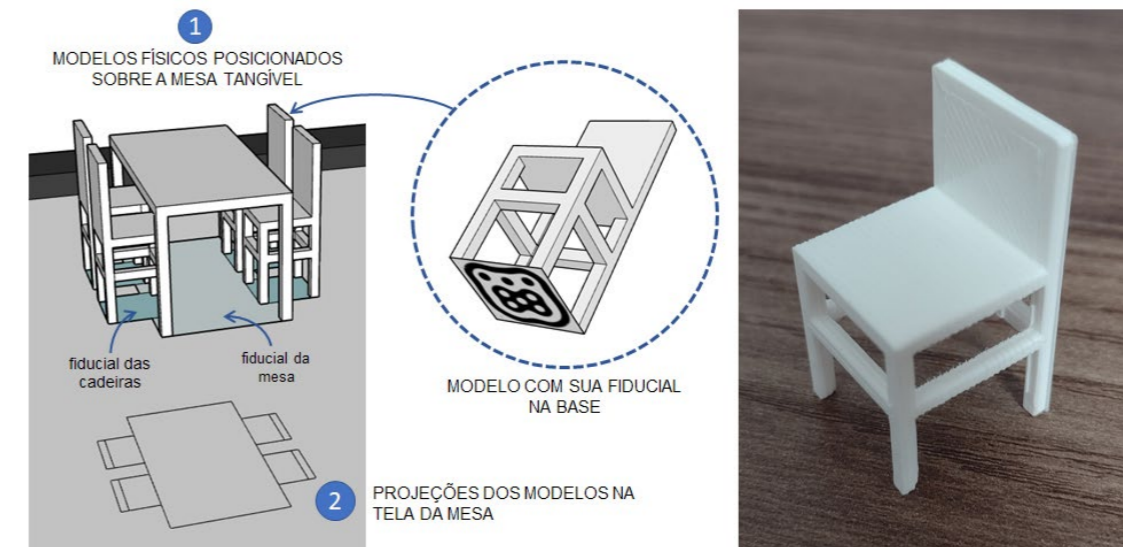 1
MODELOS FÍSICOS POSICIONADOS
SOBRE A MESA TANGÍVEL
fiducial das
cadeiras
fiducial da
mesa
MODELO COM SUA FIDUCIAL
NA BASE
2
PROJEÇÕES DOS MODELOS NA
TELA DA MESA